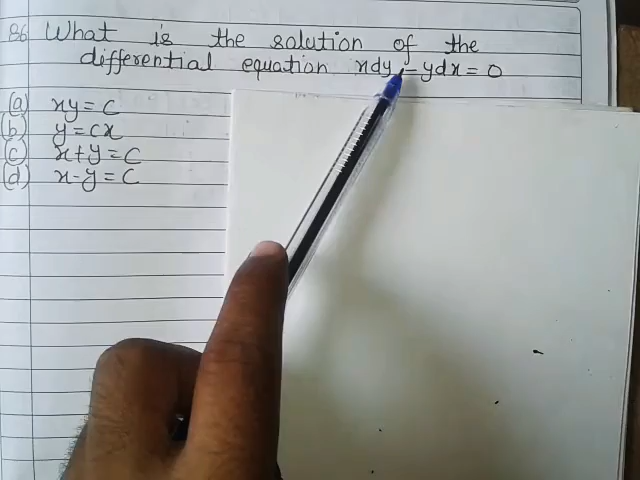 86 What is the solution of the
differential equation xdy - ydx = 0
(a) xy = c
(b) y = cx
(c) x + y = c
(d) x - y = c